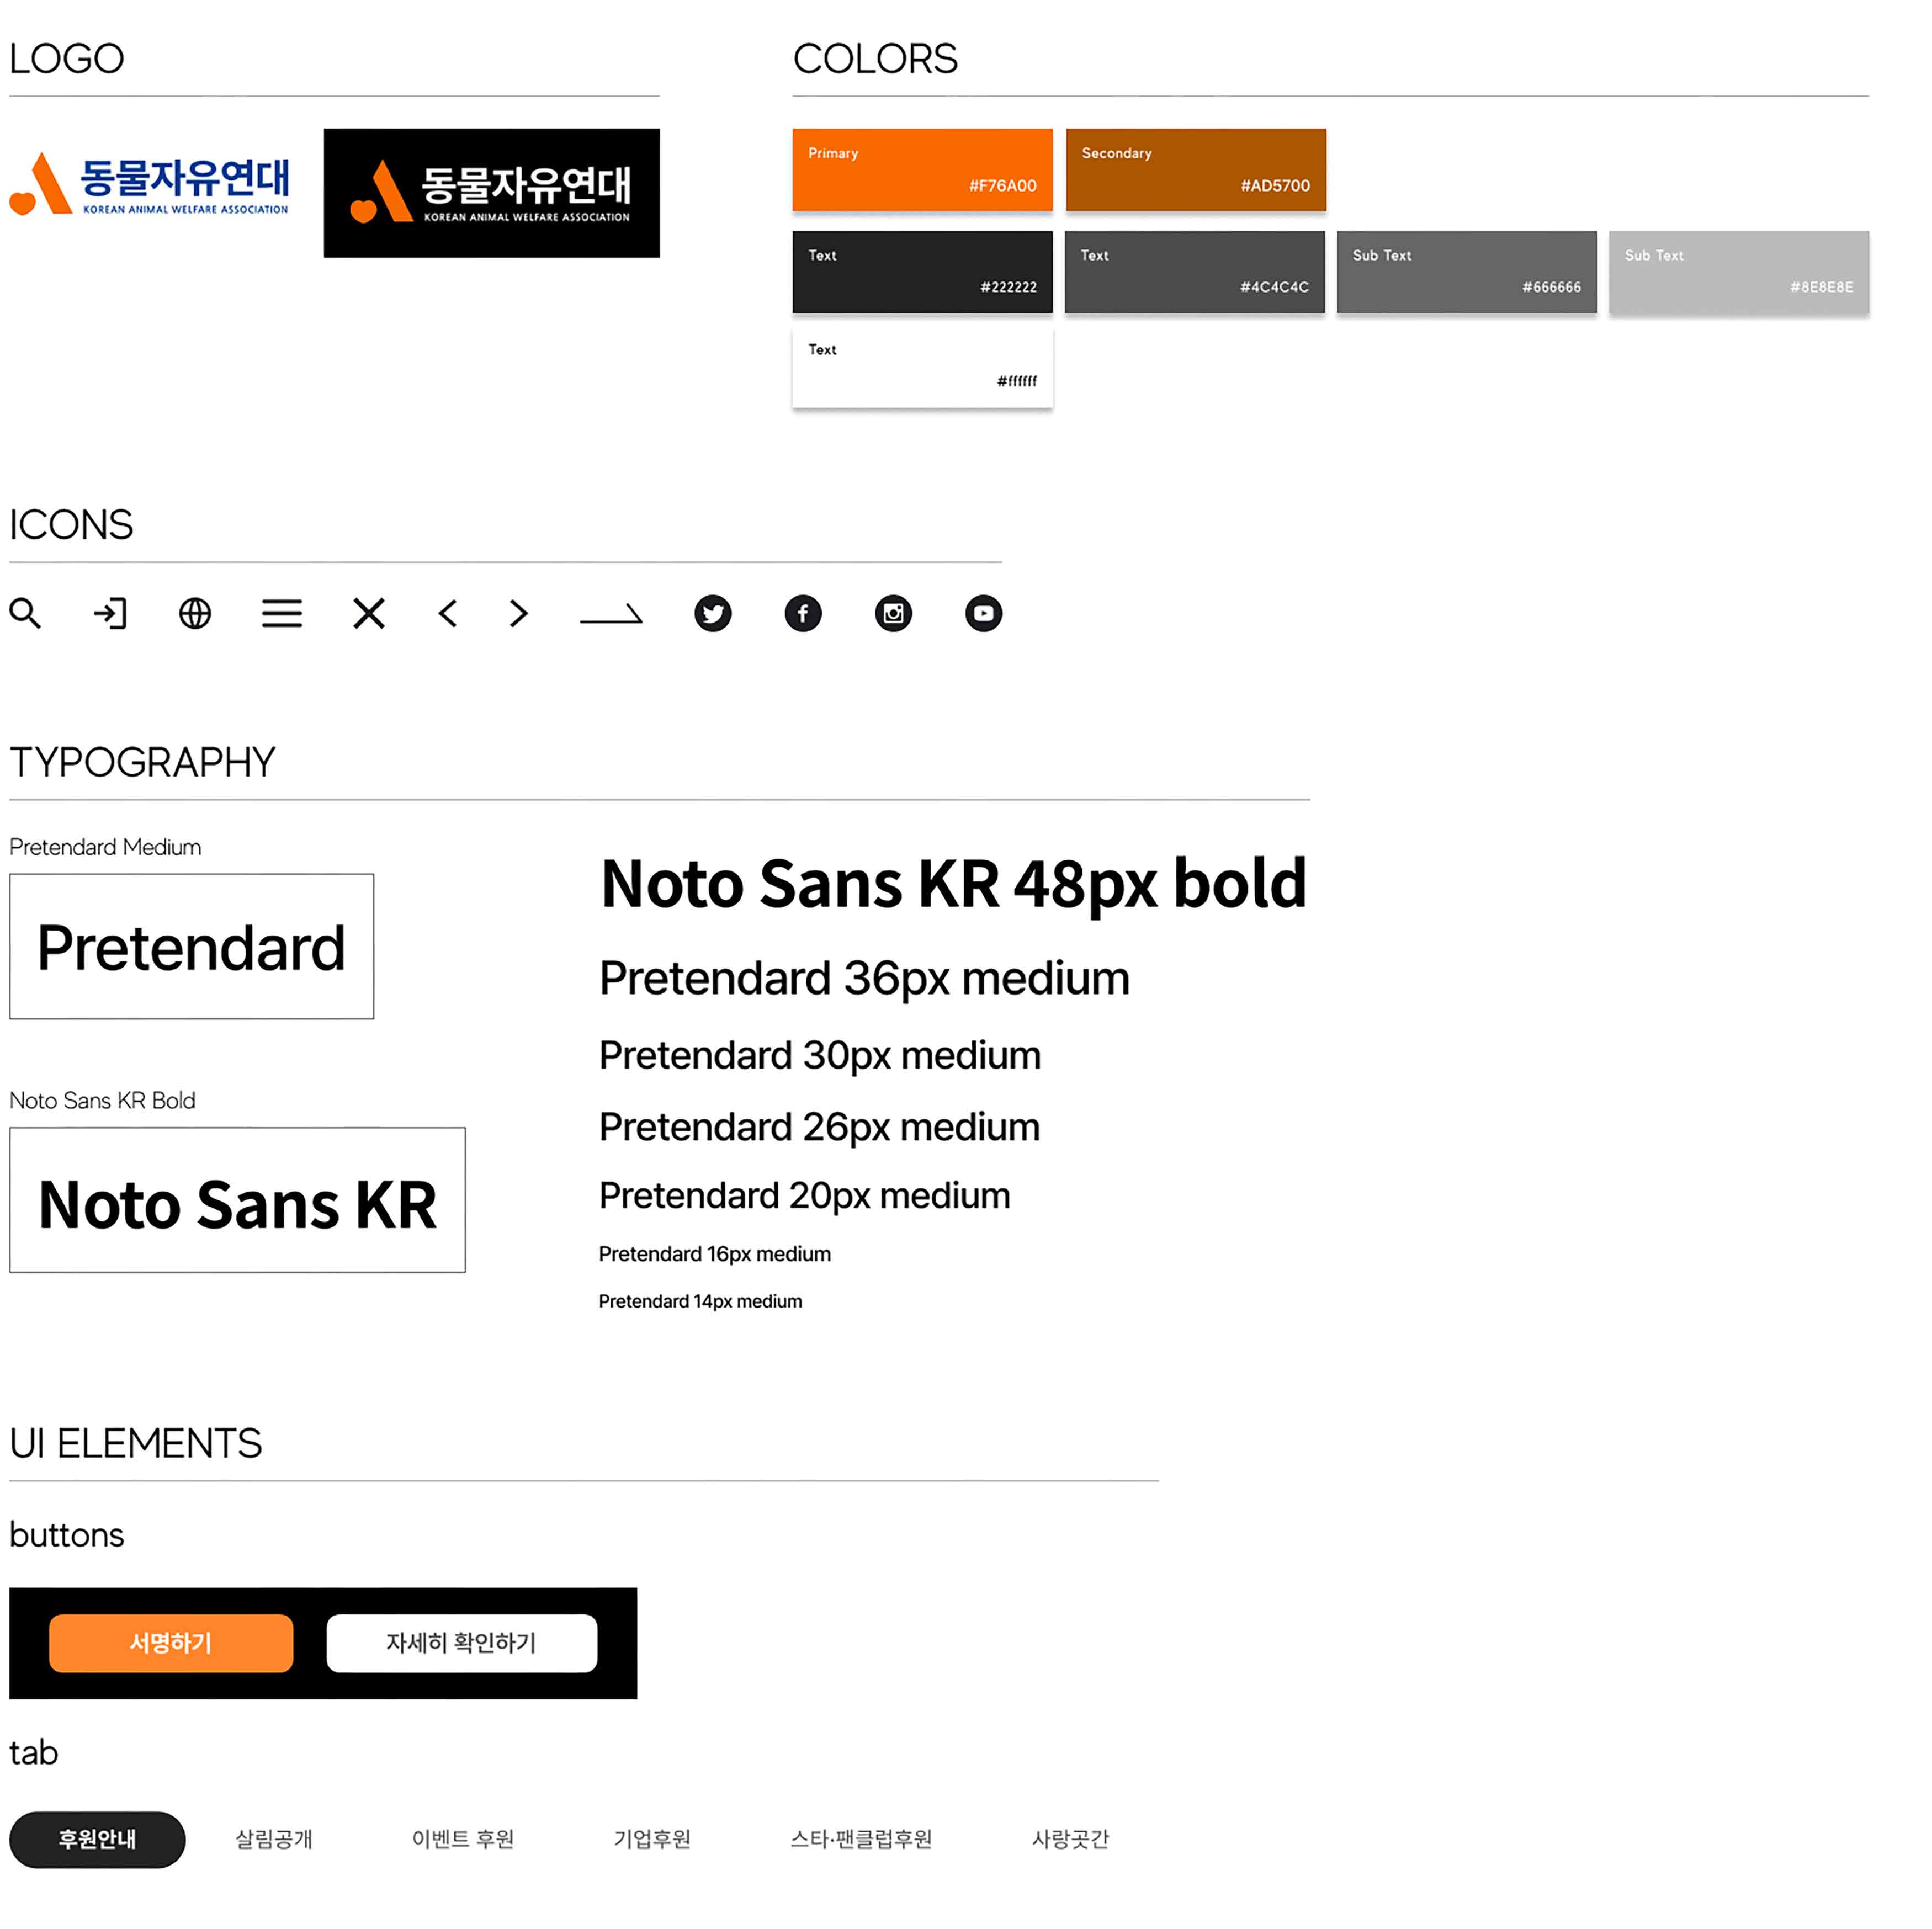 LOGO
동물자유연대
KOREAN ANIMAL WELFARE ASSOCIATION
동물자유연대
KOREAN ANIMAL WELFARE ASSOCIATION
COLORS
Primary
#F76A00
Secondary
#AD5700
Text
#222222
Text
#4C4C4C
Sub Text
#666666
Sub Text
#8E8E8E
Text
#ffffff
ICONS
TYPOGRAPHY
Pretendard Medium
Pretendard
Noto Sans KR Bold
Noto Sans KR
Noto Sans KR 48px bold
Pretendard 36px medium
Pretendard 30px medium
Pretendard 26px medium
Pretendard 20px medium
Pretendard 16px medium
Pretendard 14px medium
UI ELEMENTS
buttons
서명하기
자세히 확인하기
tab
후원안내 살림공개 이벤트 후원 기업후원 스타·팬클럽후원 사랑곳간